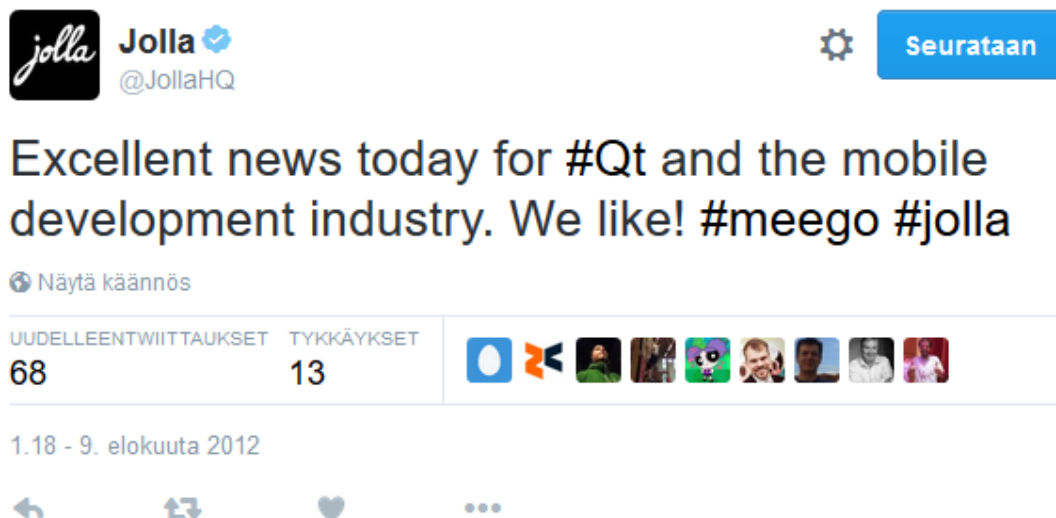 jolla
Jolla
@JollaHQ
Seurataan
Excellent news today for #Qt and the mobile
development industry. We like! #meego #jolla
Näytä käännös
UUDELLEENTWIITTAUKSET TYKKÄYKSET
68 13
1.18 - 9. elokuuta 2012